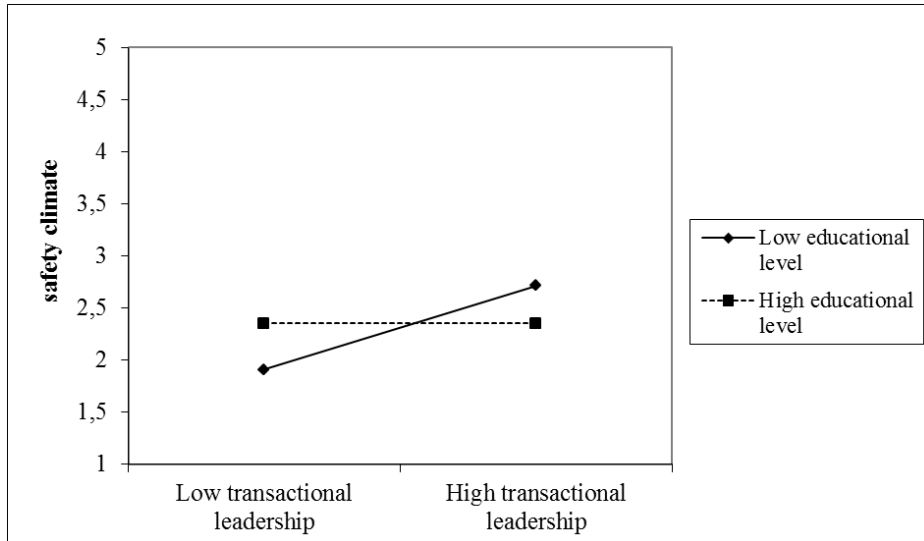 5
4,5
4
3,5
3
2,5
2
1,5
1
safety climate
Low transactional
leadership
High transactional
leadership
Low educational
level
High educational
level